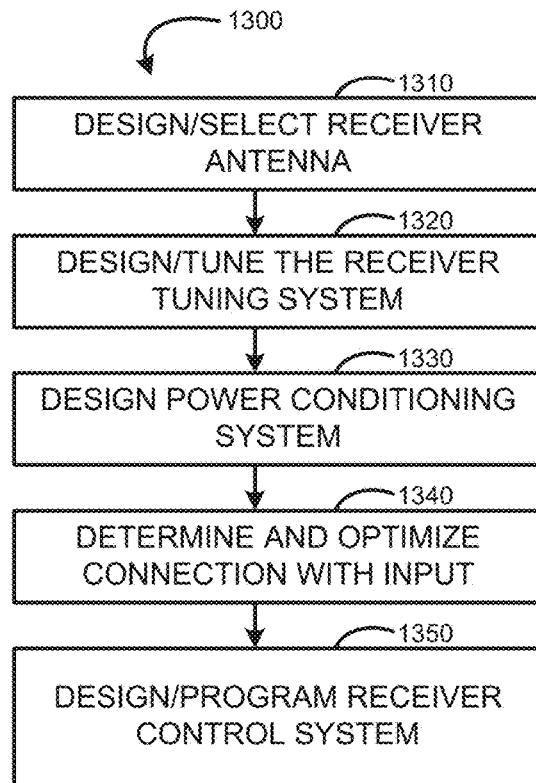 1300
1310
DESIGN/SELECT RECEIVER
ANTENNA
1320
DESIGN/TUNE THE RECEIVER
TUNING SYSTEM
1330
DESIGN POWER CONDITIONING
SYSTEM
1340
DETERMINE AND OPTIMIZE
CONNECTION WITH INPUT
1350
DESIGN/PROGRAM RECEIVER
CONTROL SYSTEM